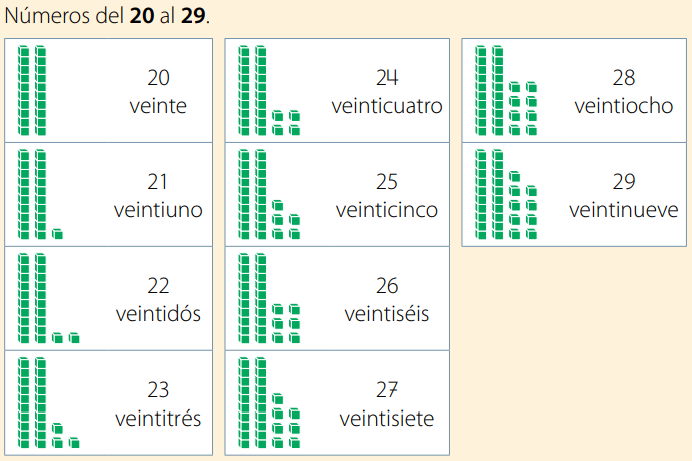 Números del 20 al 29.
20
veinte
21
veintiuno
22
veintidós
23
veintitrés
24
veinticuatro
25
veinticinco
26
veintiséis
27
veintisiete
28
veintiocho
29
veintinueve